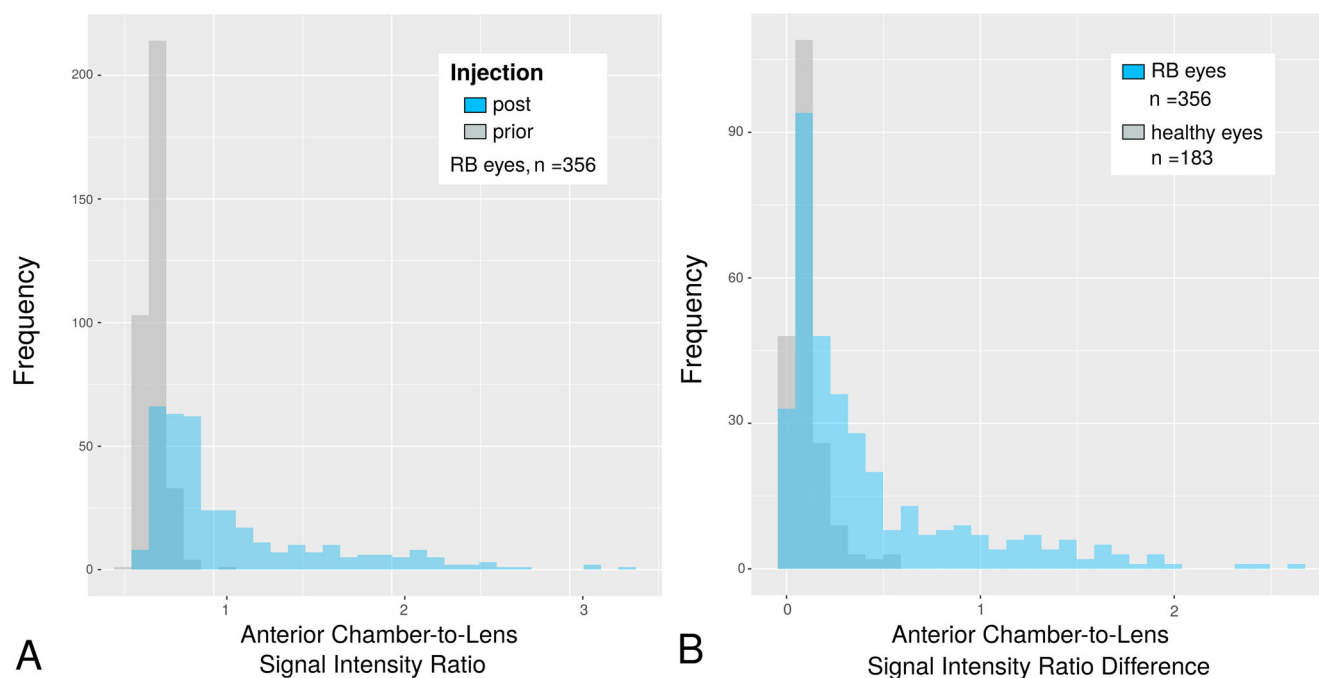 200
150
100
50
0
Frequency
Injection
post
prior
RB eyes, n =356
1
2
3
Anterior Chamber-to-Lens
Signal Intensity Ratio
A
90
60
30
0
Frequency
RB eyes
n =356
healthy eyes
n =183
0
1
2
Anterior Chamber-to-Lens
Signal Intensity Ratio Difference
B